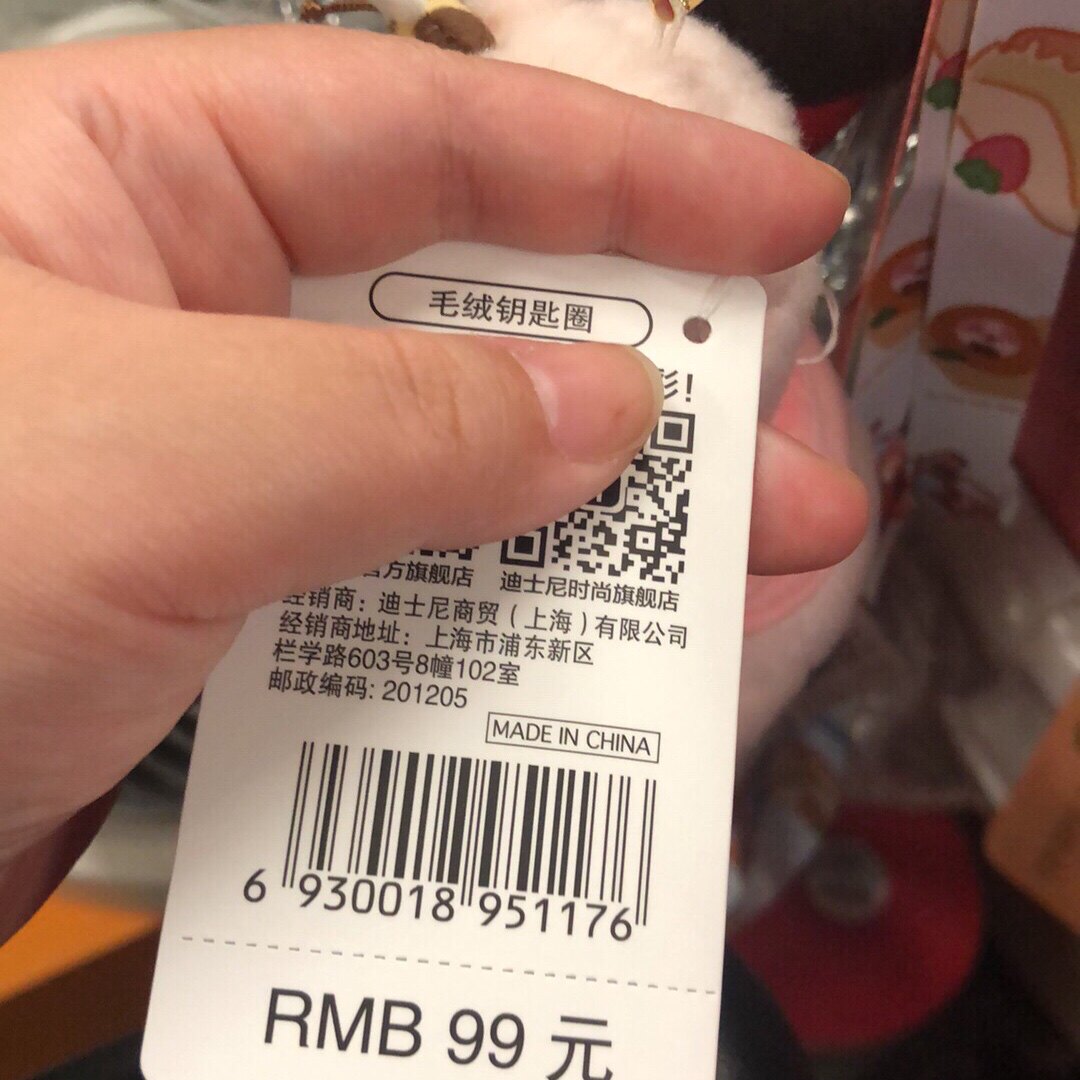 毛绒钥匙圈
彩!
官方旗舰店 迪士尼时尚旗舰店
经销商: 迪士尼商贸(上海)有限公司
经销商地址: 上海市浦东新区
栏学路603号8幢102室
邮政编码: 201205
MADE IN CHINA
6 930018 951176
RMB 99 元